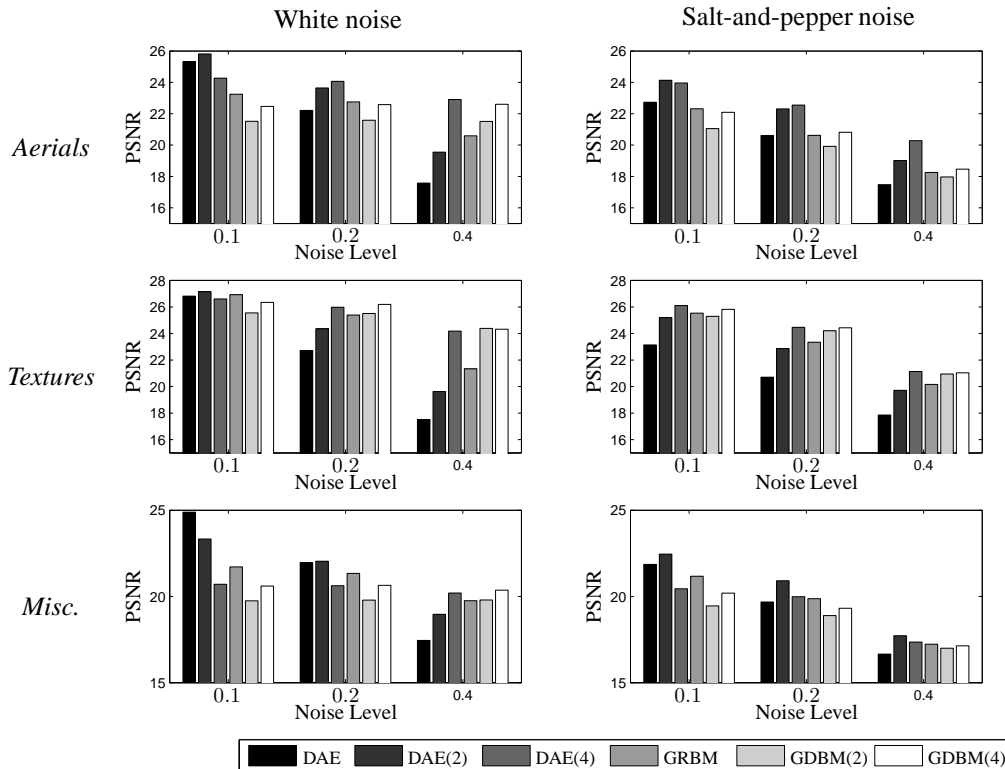 White noise
Salt-and-pepper noise
Aerials
PSNR
26
24
22
20
18
16
0.1
0.2
0.4
Noise Level
PSNR
26
24
22
20
18
16
0.1
0.2
0.4
Noise Level
Textures
PSNR
28
26
24
22
20
18
16
0.1
0.2
0.4
Noise Level
PSNR
28
26
24
22
20
18
16
0.1
0.2
0.4
Noise Level
Misc.
PSNR
25
20
15
0.1
0.2
0.4
Noise Level
PSNR
25
20
15
0.1
0.2
0.4
Noise Level
DAE
DAE(2)
DAE(4)
GRBM
GDBM(2)
GDBM(4)